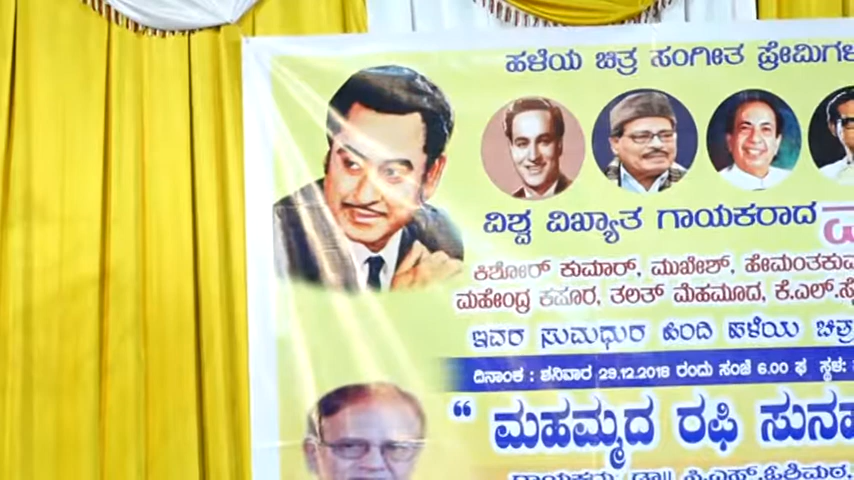 ಹಳೆಯ ಚಿತ್ರ ಸಂಗೀತ ಪ್ರೇಮಿಗಳ
ವಿಶ್ವ ವಿಖ್ಯಾತ ಗಾಯಕರಾದ
ಕಿಶೋರ್ ಕುಮಾರ್, ಮುಖೇಶ್, ಹೇಮಂತಕುಮ
ಮಹೇಂದ್ರ ಕಪೂರ, ತಲತ್ ಮೆಹಮೂದ, ಕೆ.ಎಲ್.ಸೈ
ಇವರ ಸುಮಧುರ ಹಿಂದಿ ಹಳೆಯ ಚಿತ್ರ
ದಿನಾಂಕ : ಶನಿವಾರ 29.12.2018 ರಂದು ಸಂಜೆ 6.00 ಘ ಸ್ಥಳ:
“ ಮಹಮ್ಮದ ರಫಿ ಸುನಹ